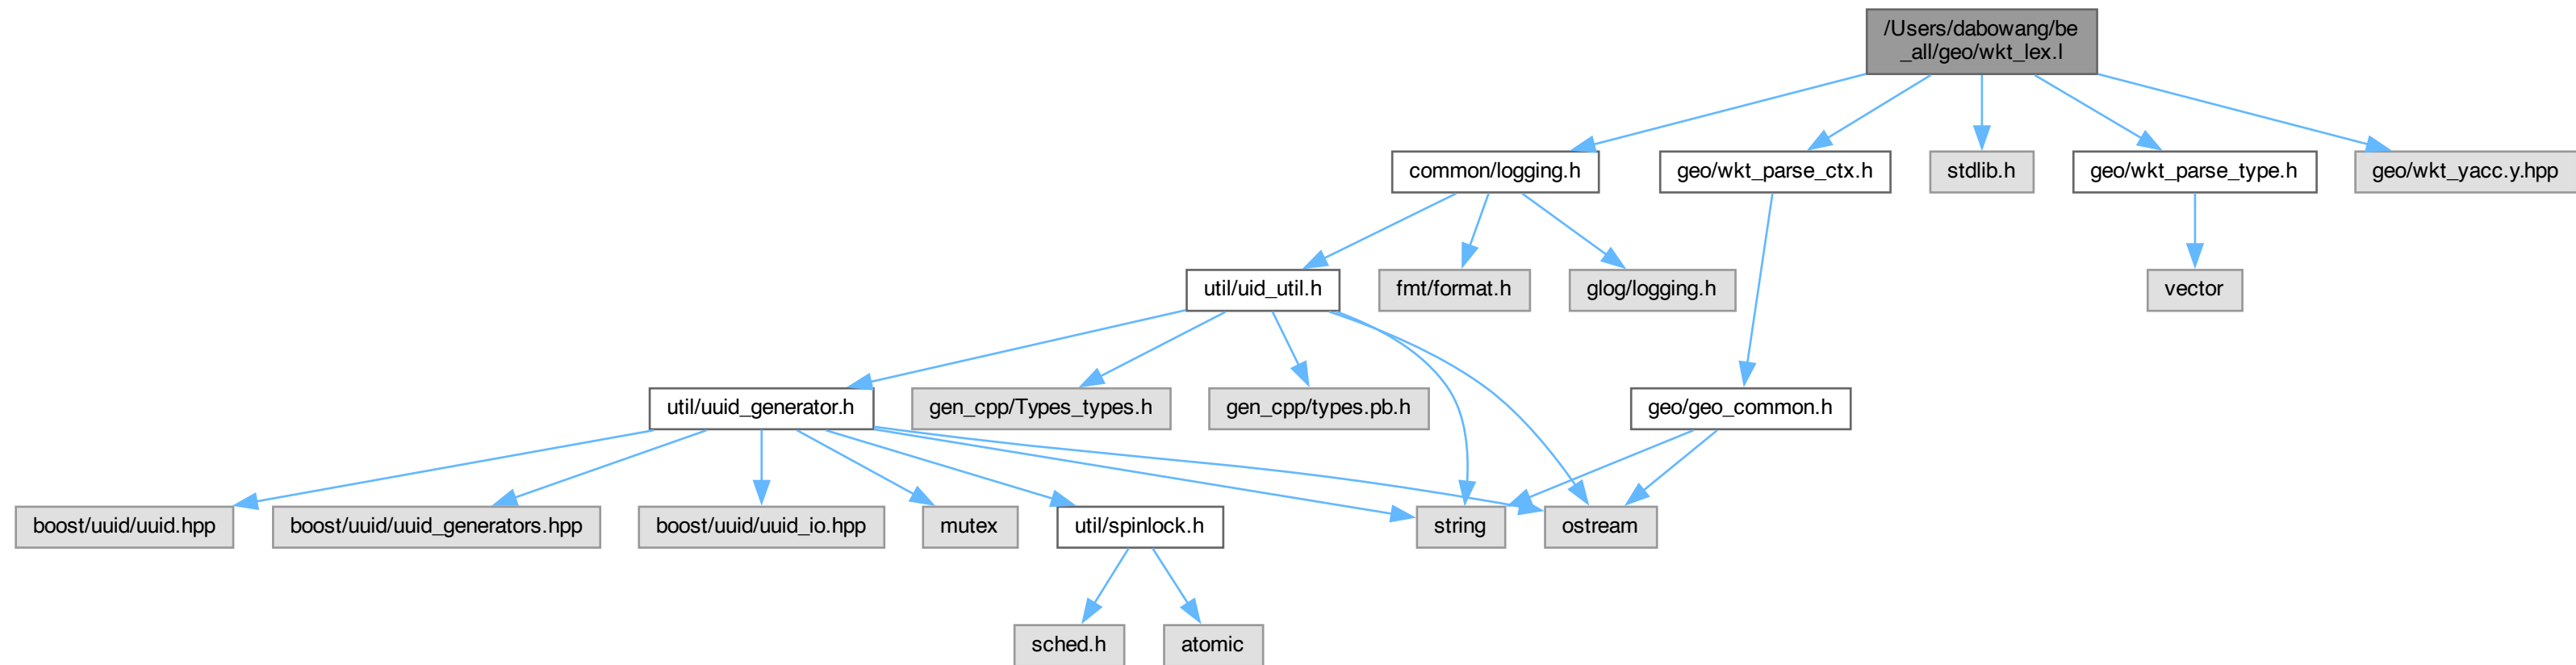 /Users/dabowang/be
_all/geo/wkt_lex.l
common/logging.h
geo/wkt_parse_ctx.h
stdlib.h
geo/wkt_parse_type.h
geo/wkt_yacc.y.hpp
util/uid_util.h
fmt/format.h
glog/logging.h
vector
util/uuid_generator.h
gen_cpp/Types_types.h
gen_cpp/types.pb.h
geo/geo_common.h
boost/uuid/uuid.hpp
boost/uuid/uuid_generators.hpp
boost/uuid/uuid_io.hpp
mutex
util/spinlock.h
string
ostream
sched.h
atomic